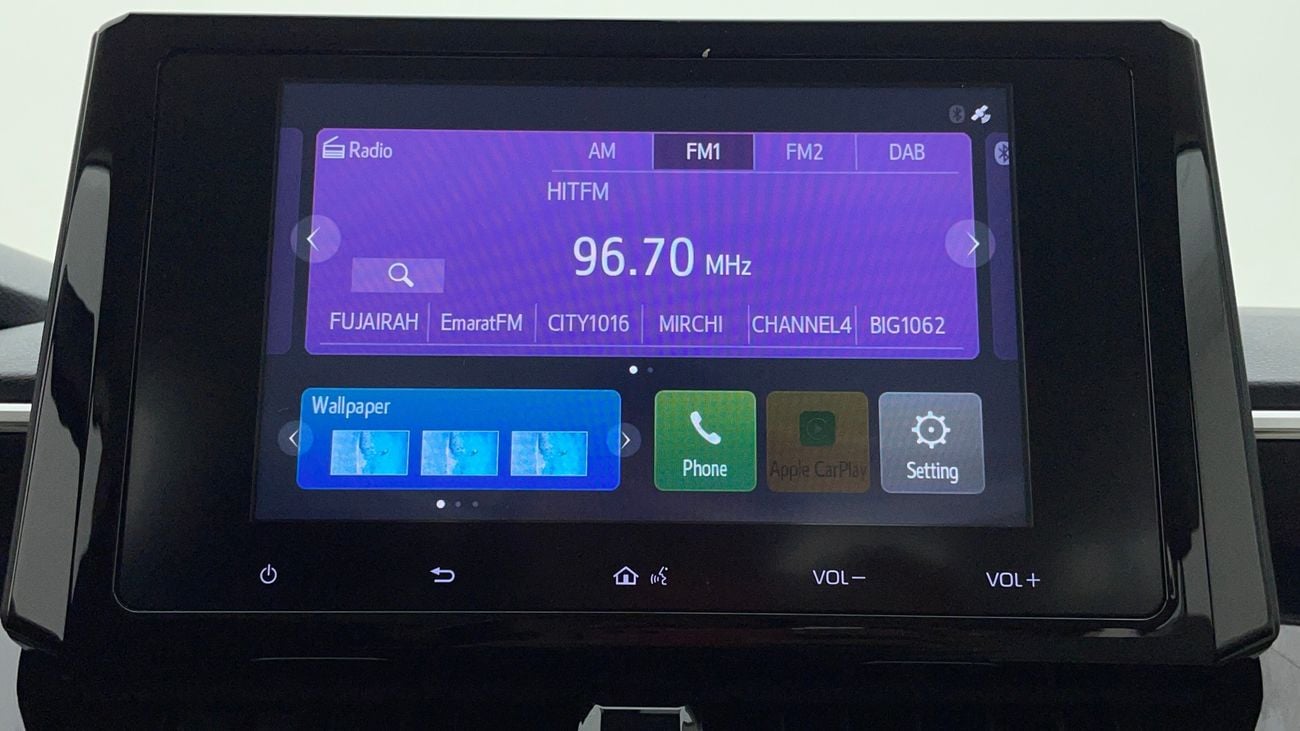 Radio AM FM1 FM2 DAB
HITFM
96.70 MHz
FUJAIRAH EmaratFM CITY1016 MIRCHI CHANNEL4 BIG1062
Wallpaper
Phone Apple CarPlay Setting
VOL− VOL+